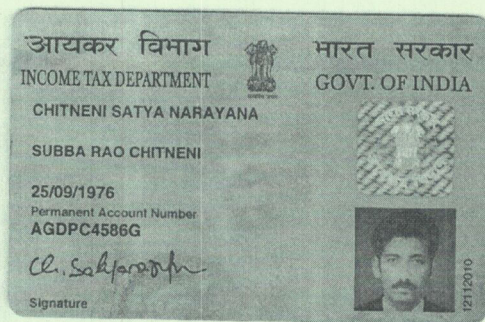 आयकर विभाग
INCOME TAX DEPARTMENT
भारत सरकार
GOVT. OF INDIA
CHITNENI SATYA NARAYANA
SUBBA RAO CHITNENI
25/09/1976
Permanent Account Number
AGDPC4586G
Signature
12112010